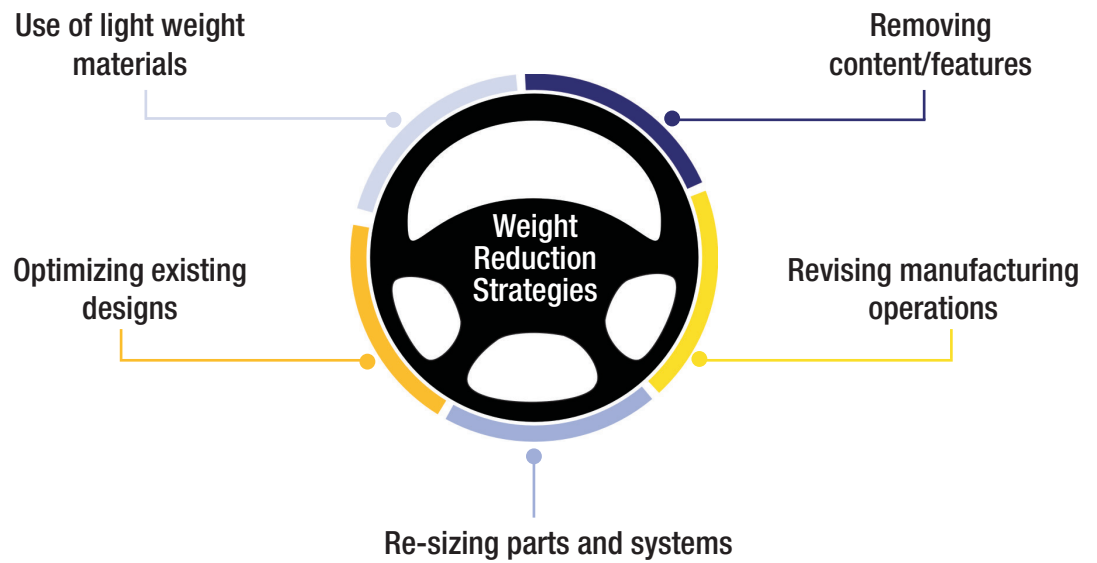 Use of light weight
materials
Removing
content/features
Weight
Reduction
Strategies
Optimizing existing
designs
Revising manufacturing
operations
Re-sizing parts and systems